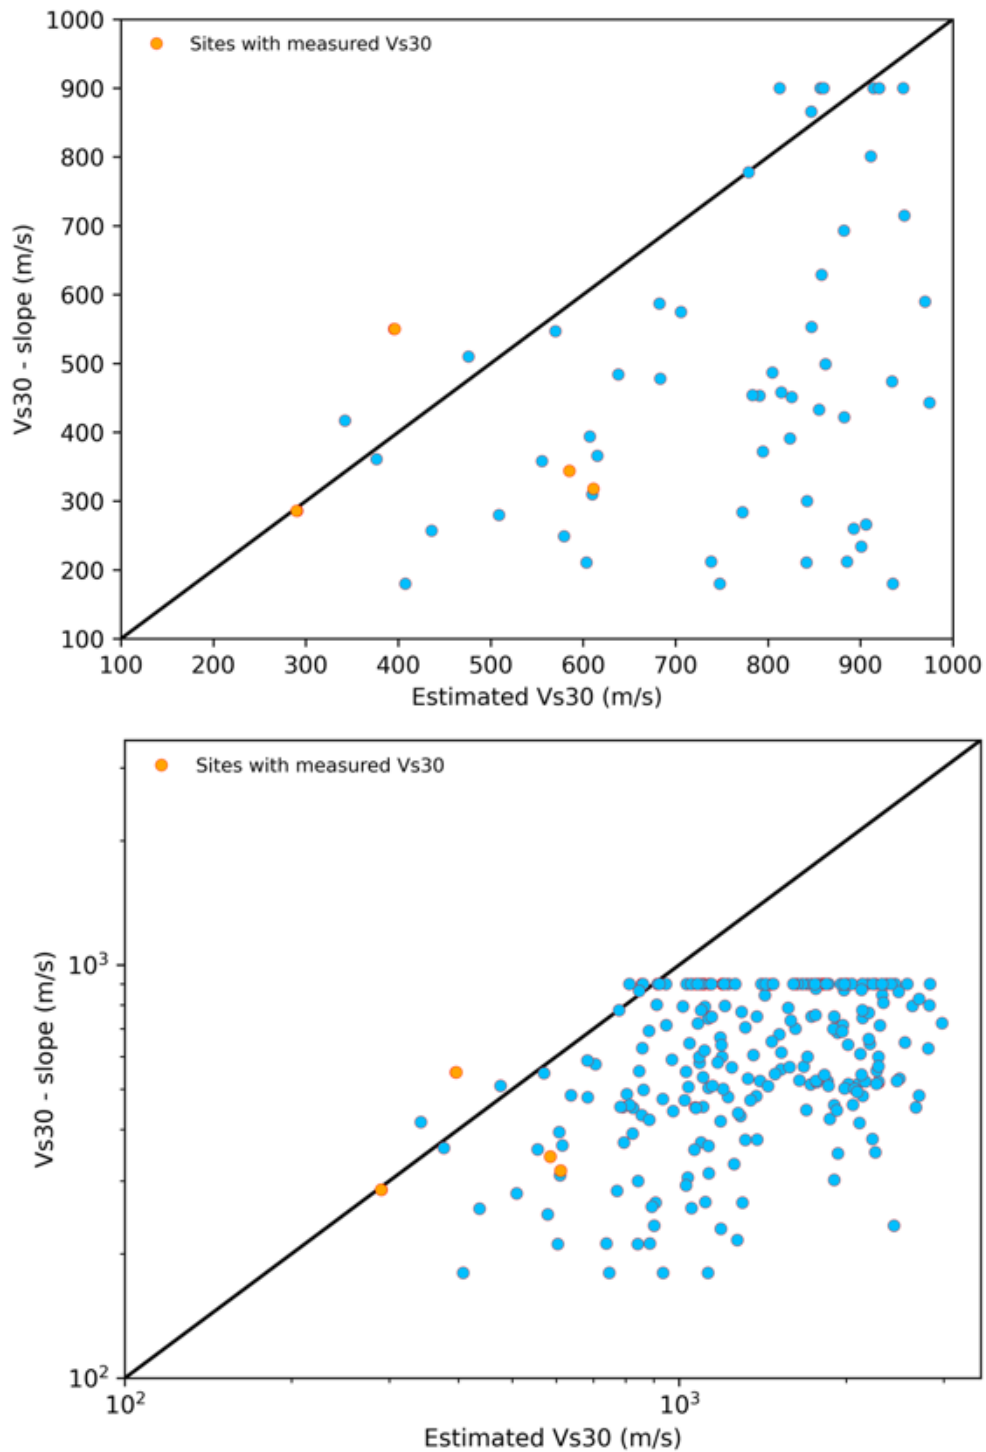 1000
900
800
700
600
500
400
300
200
100
Vs30 - slope (m/s)
Sites with measured Vs30
100 200 300 400 500 600 700 800 900 1000
Estimated Vs30 (m/s)
10³
10²
Vs30 - slope (m/s)
Sites with measured Vs30
10² 10³
Estimated Vs30 (m/s)